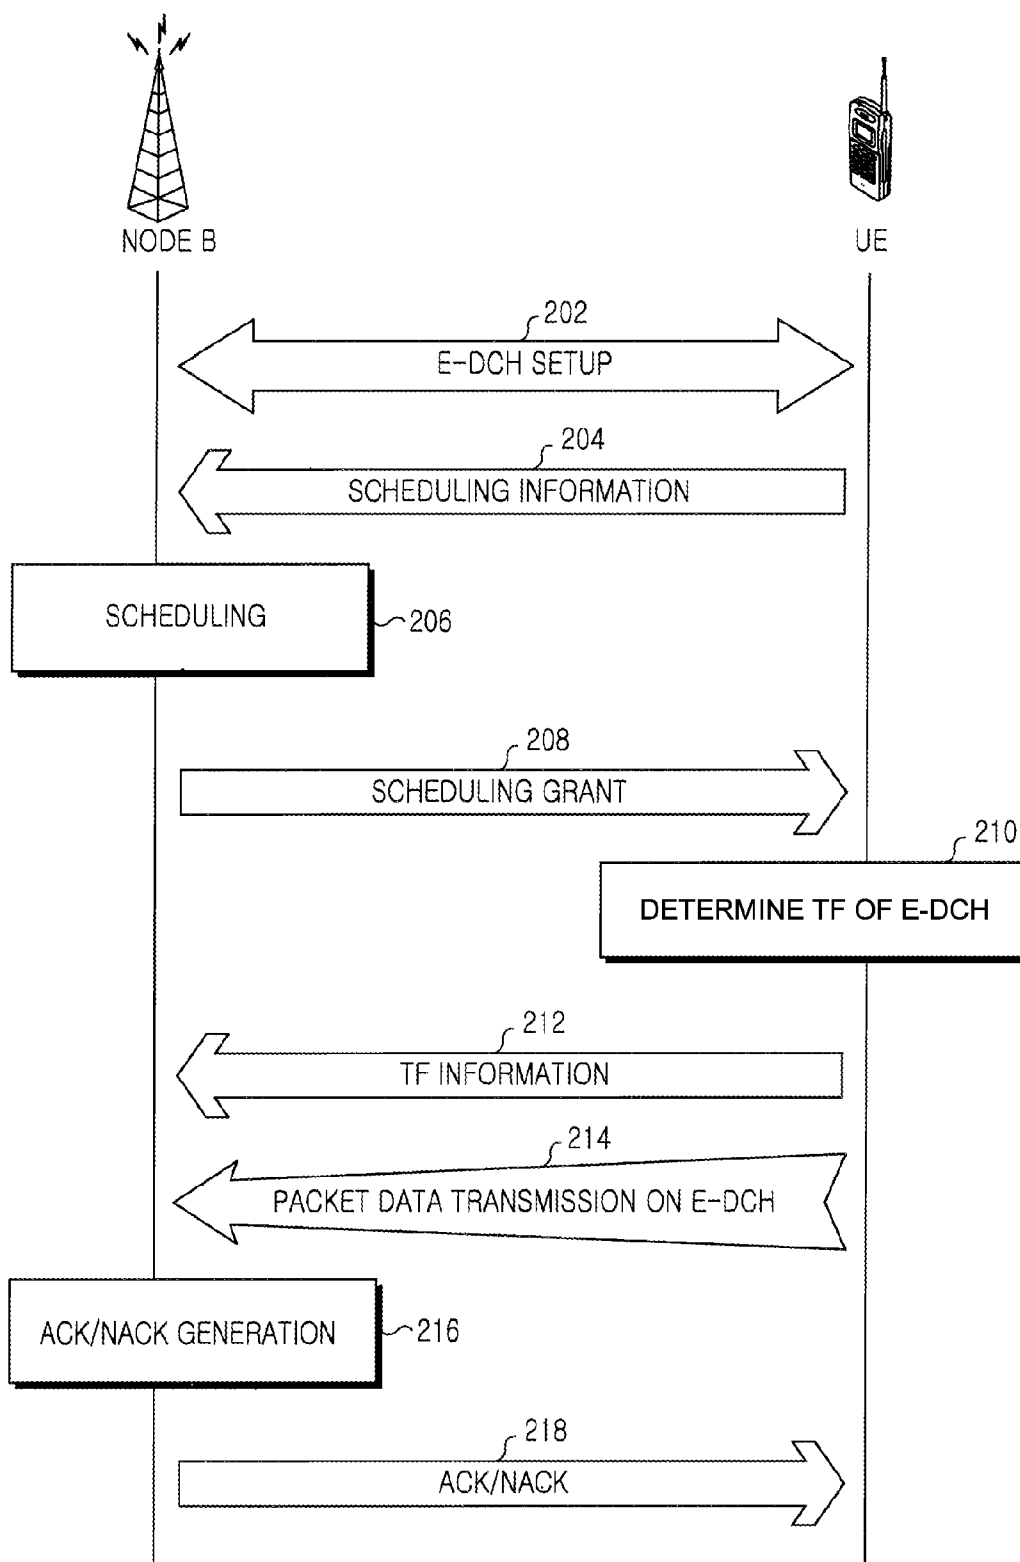 NODE B
UE
202
E-DCH SETUP
204
SCHEDULING INFORMATION
SCHEDULING
206
208
SCHEDULING GRANT
210
DETERMINE TF OF E-DCH
212
TF INFORMATION
214
PACKET DATA TRANSMISSION ON E-DCH
ACK/NACK GENERATION
216
218
ACK/NACK